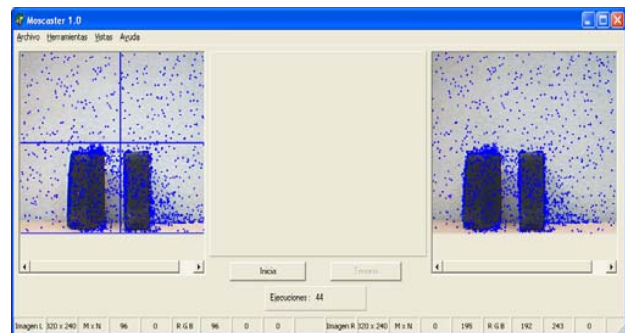 Moscaster 1.0
Archivo Herramientas Vistas Ayuda
Inicia
Ejecuciones : 44
Imagen L 320 x 240 M x N 96 0 R G B 96 0 0 Imagen R 320 x 240 M x N 0 195 R G B 192 243 0